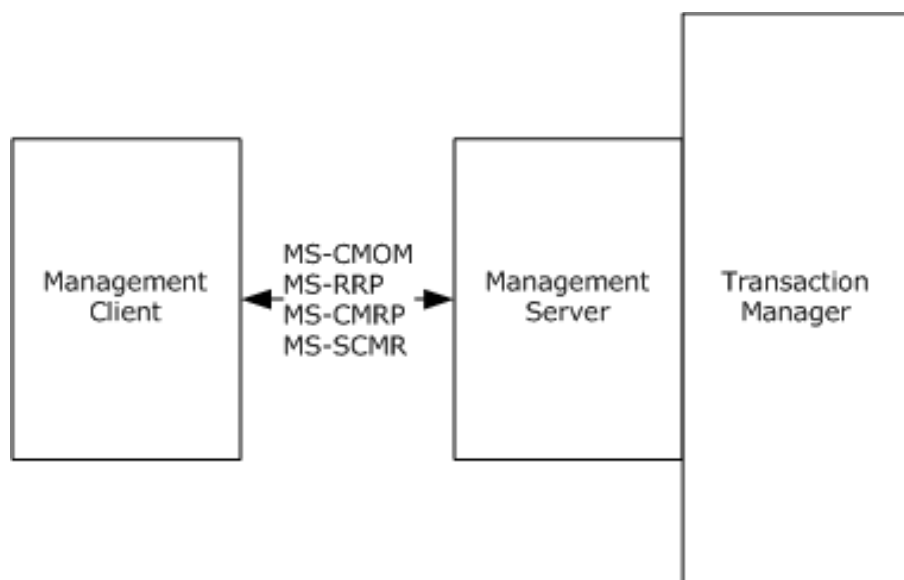 Management
Client
MS-CMOM
MS-RRP
MS-CMRP
MS-SCMR
Management
Server
Transaction
Manager